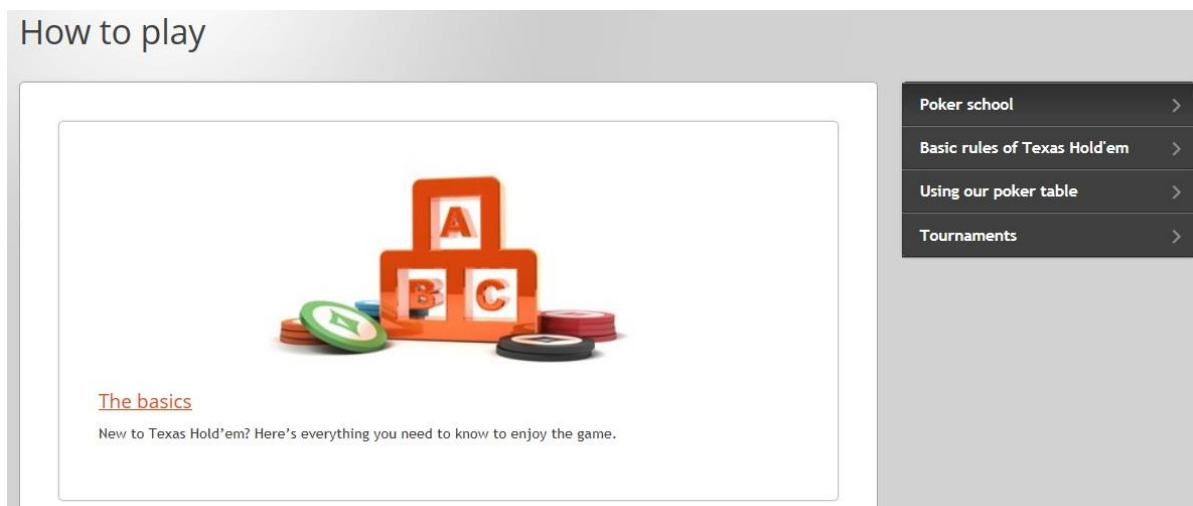 How to play
A
B C
The basics
New to Texas Hold’em? Here’s everything you need to know to enjoy the game.
Poker school
Basic rules of Texas Hold'em
Using our poker table
Tournaments